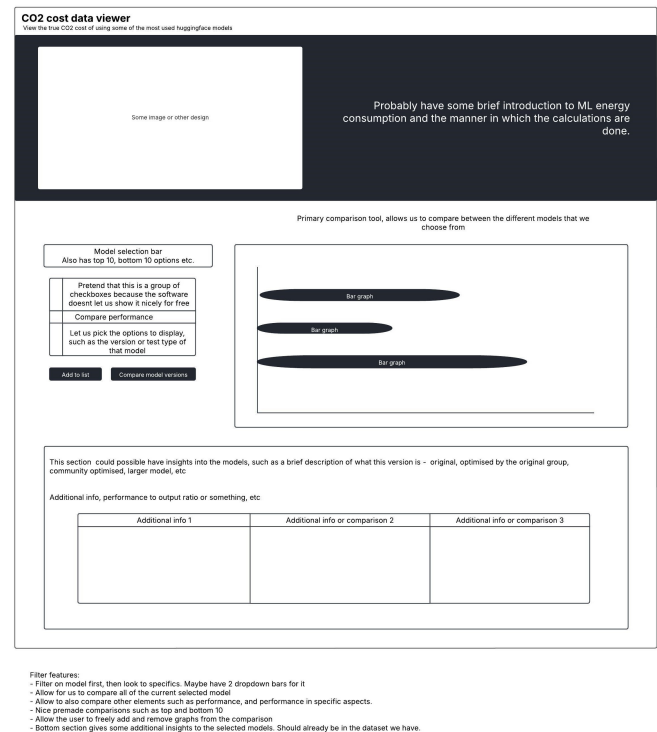 CO2 cost data viewer
View the true CO2 cost of using some of the most used huggingface models
Some image or other design
Probably have some brief introduction to ML energy
consumption and the manner in which the calculations are
done.
Primary comparison tool, allows us to compare between the different models that we
choose from
Model selection bar
Also has top 10, bottom 10 options etc.
Pretend that this is a group of
checkboxes because the software
doesnt let us show it nicely for free
Compare performance
Let us pick the options to display,
such as the version or test type of
that model
Add to list
Compare model versions
Bar graph
Bar graph
Bar graph
This section could possible have insights into the models, such as a brief description of what this version is - original, optimised by the original group,
community optimised, larger model, etc
Additional info, performance to output ratio or something, etc
Additional info 1
Additional info or comparison 2
Additional info or comparison 3
Filter features:
- Filter on model first, then look to specifics. Maybe have 2 dropdown bars for it
- Allow for us to compare all of the current selected model
- Allow to also compare other elements such as performance, and performance in specific aspects.
- Nice premade comparisons such as top and bottom 10
- Allow the user to freely add and remove graphs from the comparison
- Bottom section gives some additional insights to the selected models. Should already be in the dataset we have.